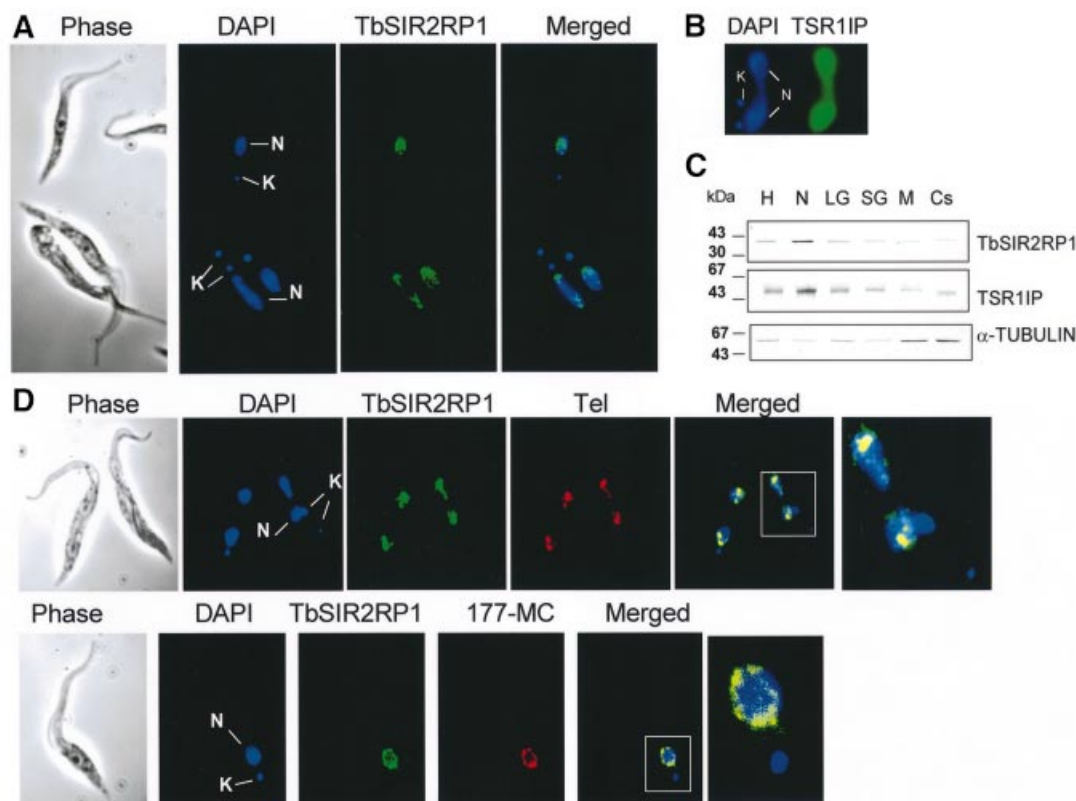 A
Phase DAPI TbSIR2RP1 Merged
N
K
K
N
B
DAPI TSR1IP
K
N
C
kDa H N LG SG M Cs
43
30
TbSIR2RP1
67
43
TSR1IP
67
43
α-TUBULIN
D
Phase DAPI TbSIR2RP1 Tel Merged
K
N
Phase DAPI TbSIR2RP1 177-MC Merged
N
K